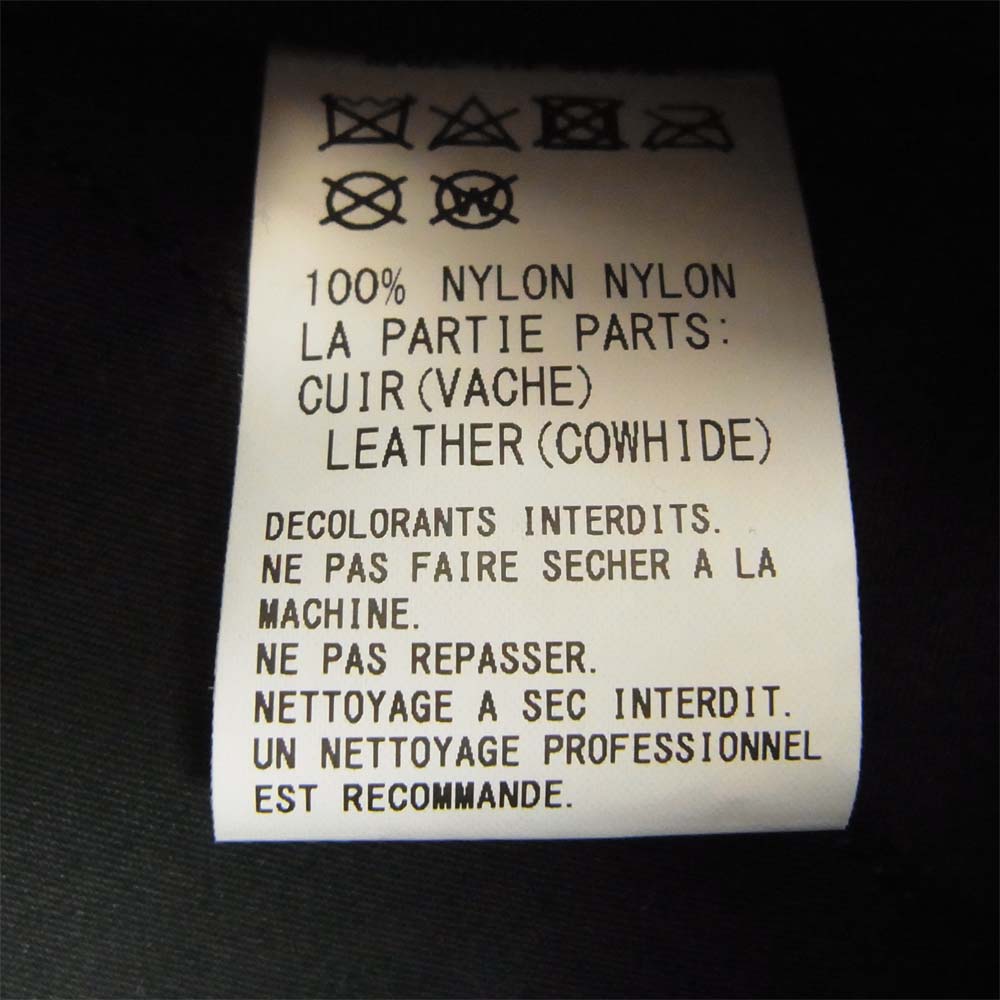 W
100% NYLON NYLON
LA PARTIE PARTS:
CUIR(VACHE)
LEATHER(COWHIDE)
DECOLORANTS INTERDITS.
NE PAS FAIRE SECHER A LA
MACHINE.
NE PAS REPASSER.
NETTOYAGE A SEC INTERDIT.
UN NETTOYAGE PROFESSIONNEL
EST RECOMMANDE.